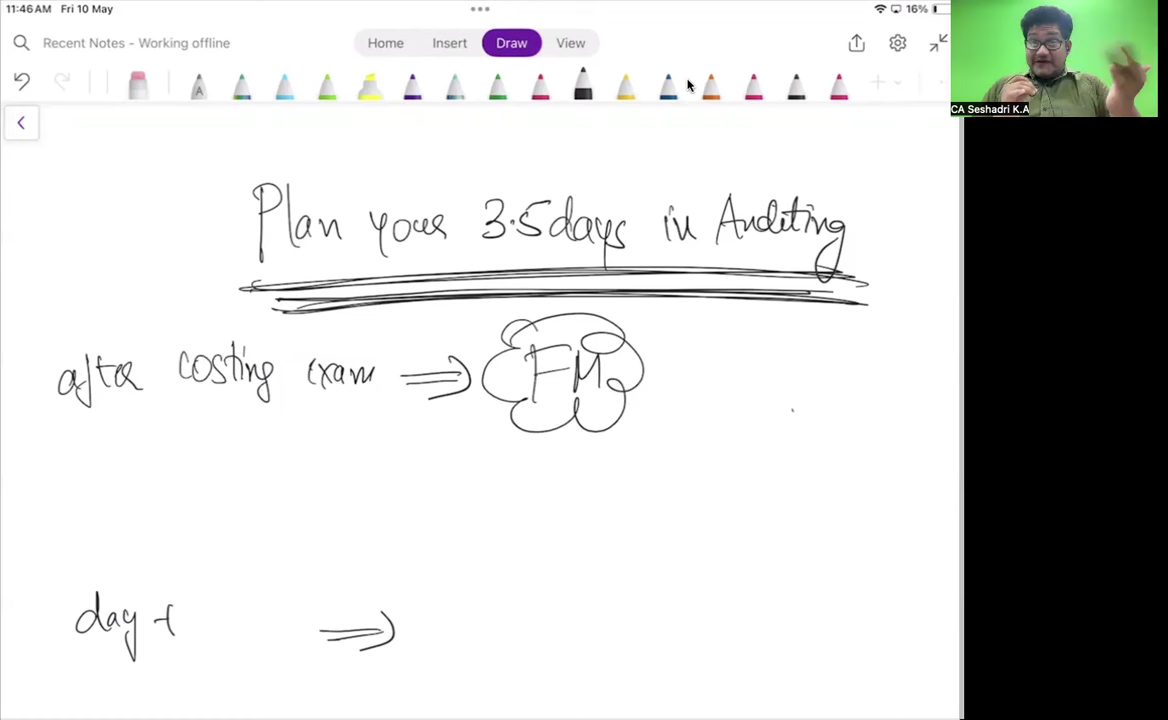 11:46 AM Fri 10 May 16%
Recent Notes - Working offline Home Insert Draw View
A
CA Seshadri K.A
Plan your 3.5 days in Auditing
after costing exam ⇒ FM
day ⇒